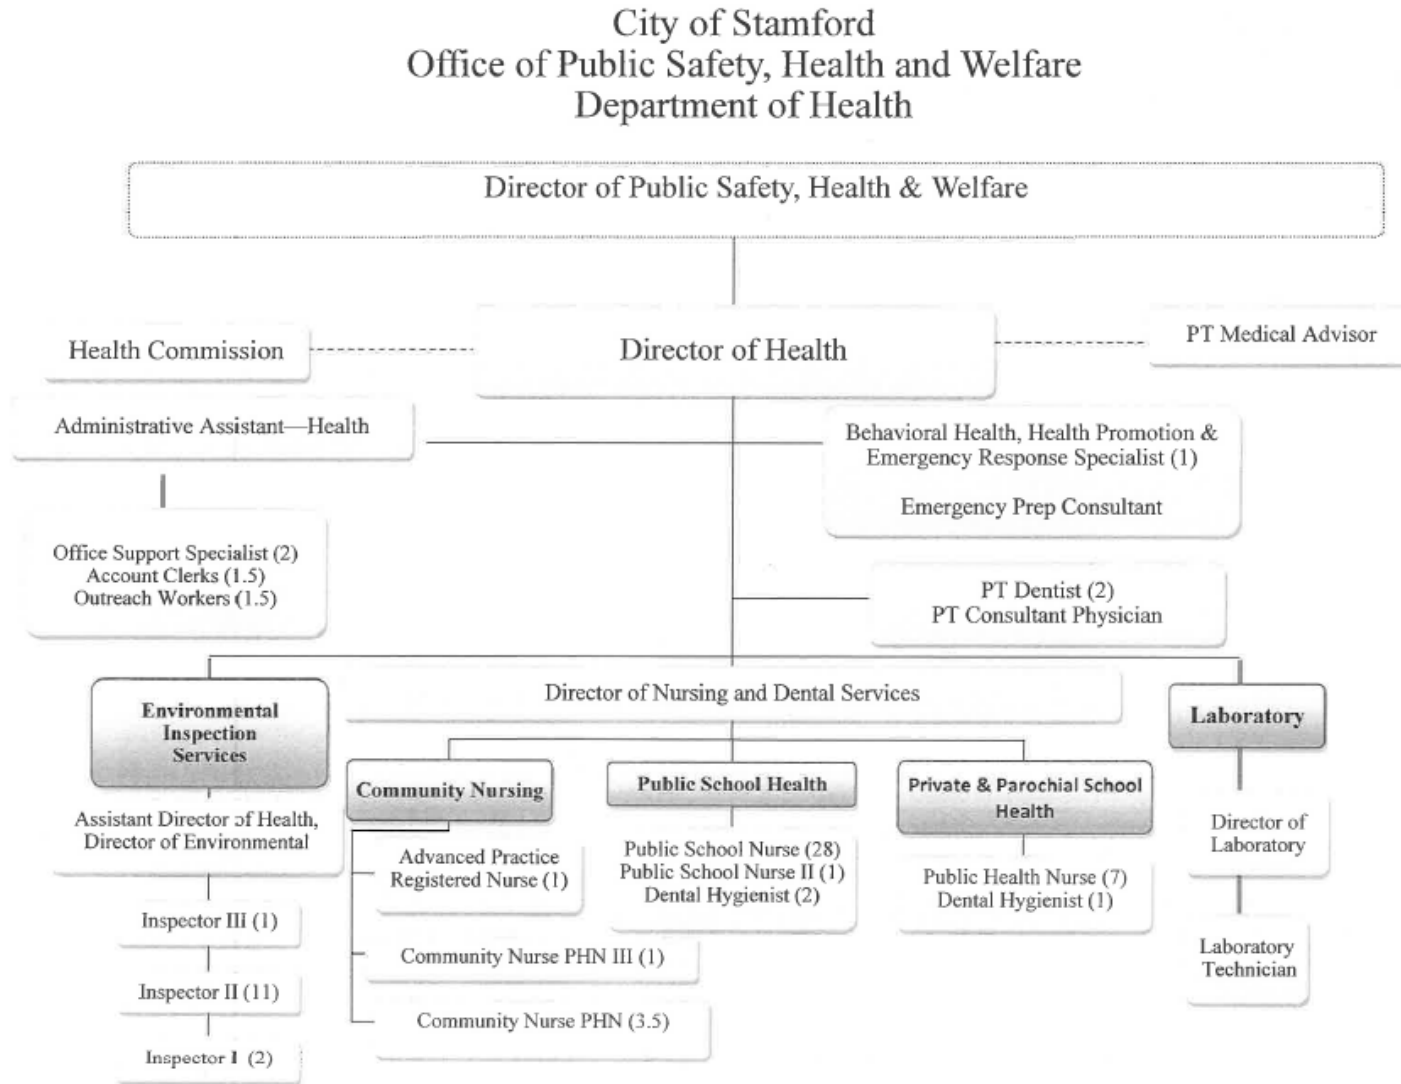 City of Stamford
Office of Public Safety, Health and Welfare
Department of Health
Director of Public Safety, Health & Welfare
Health Commission
Director of Health
PT Medical Advisor
Administrative Assistant—Health
Behavioral Health, Health Promotion &
Emergency Response Specialist (1)
Emergency Prep Consultant
Office Support Specialist (2)
Account Clerks (1.5)
Outreach Workers (1.5)
PT Dentist (2)
PT Consultant Physician
Director of Nursing and Dental Services
Environmental
Inspection
Services
Laboratory
Community Nursing
Public School Health
Private & Parochial School
Health
Assistant Director of Health,
Director of Environmental
Advanced Practice
Registered Nurse (1)
Public School Nurse (28)
Public School Nurse II (1)
Dental Hygienist (2)
Public Health Nurse (7)
Dental Hygienist (1)
Director of
Laboratory
Inspector III (1)
Community Nurse PHN III (1)
Laboratory
Technician
Inspector II (11)
Community Nurse PHN (3.5)
Inspector I (2)